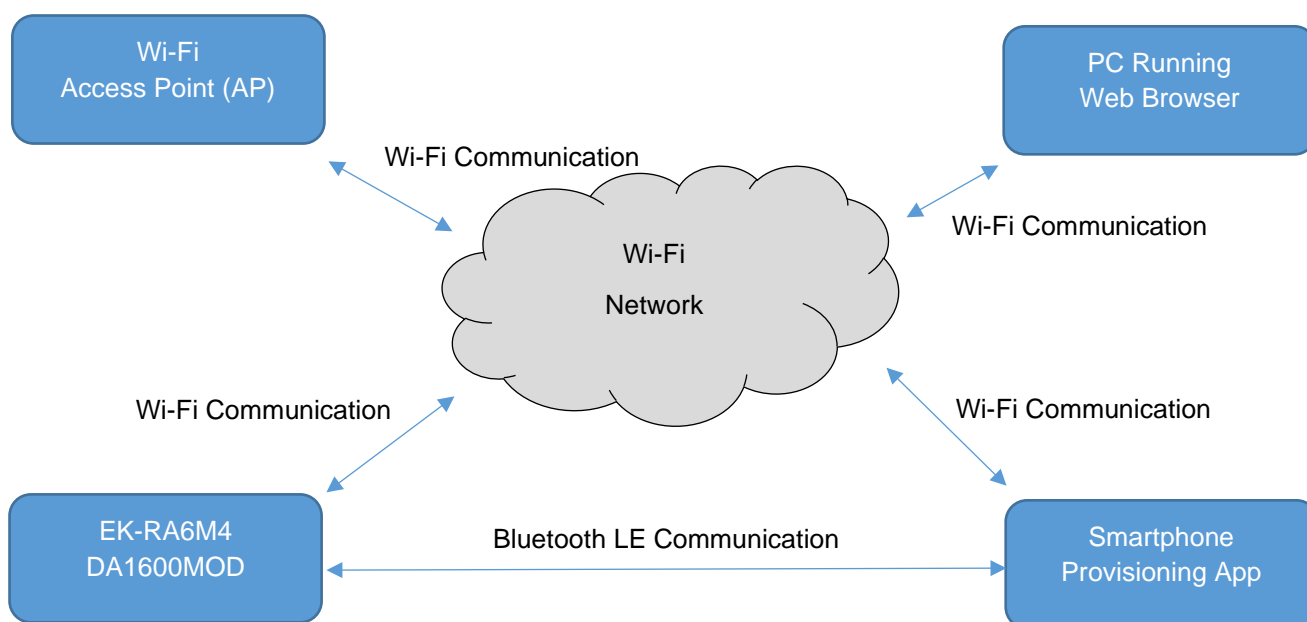 Wi-Fi
Access Point (AP)
PC Running
Web Browser
Wi-Fi Communication
Wi-Fi Communication
Wi-Fi
Network
Wi-Fi Communication
Wi-Fi Communication
EK-RA6M4
DA1600MOD
Bluetooth LE Communication
Smartphone
Provisioning App